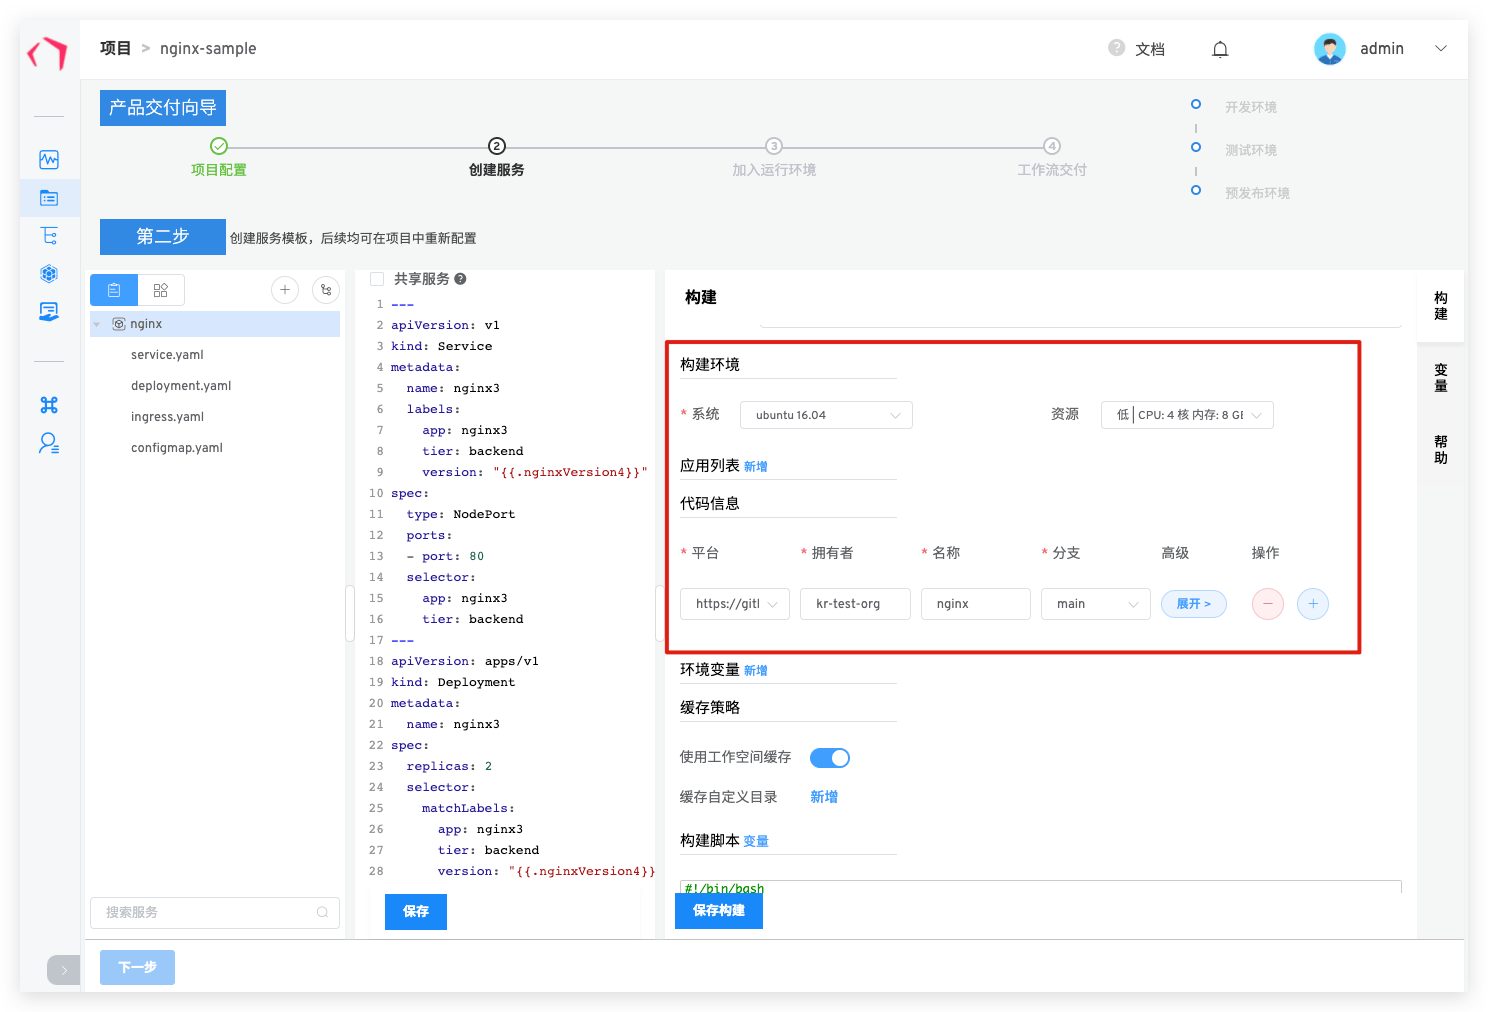 项目 > nginx-sample
? 文档
admin
产品交付向导
项目配置
2
创建服务
3
加入运行环境
4
工作流交付
开发环境
测试环境
预发布环境
第二步 创建服务模板，后续均可在项目中重新配置
nginx
service.yaml
deployment.yaml
ingress.yaml
configmap.yaml
搜索服务
共享服务 ?
1 ---
2 apiVersion: v1
3 kind: Service
4 metadata:
5 name: nginx3
6 labels:
7 app: nginx3
8 tier: backend
9 version: "{{.nginxVersion4}}"
10 spec:
11 type: NodePort
12 ports:
13 - port: 80
14 selector:
15 app: nginx3
16 tier: backend
17 ---
18 apiVersion: apps/v1
19 kind: Deployment
20 metadata:
21 name: nginx3
22 spec:
23 replicas: 2
24 selector:
25 matchLabels:
26 app: nginx3
27 tier: backend
28 version: "{{.nginxVersion4}}
保存
构建
构建环境
* 系统 ubuntu 16.04 资源 低 | CPU: 4 核 内存: 8 GB
应用列表 新增
代码信息
* 平台 * 拥有者 * 名称 * 分支 高级 操作
https://gitl kr-test-org nginx main 展开 >
环境变量 新增
缓存策略
使用工作空间缓存
缓存自定义目录 新增
构建脚本 变量
#!/bin/bash
保存构建
构建
变量
帮助
下一步